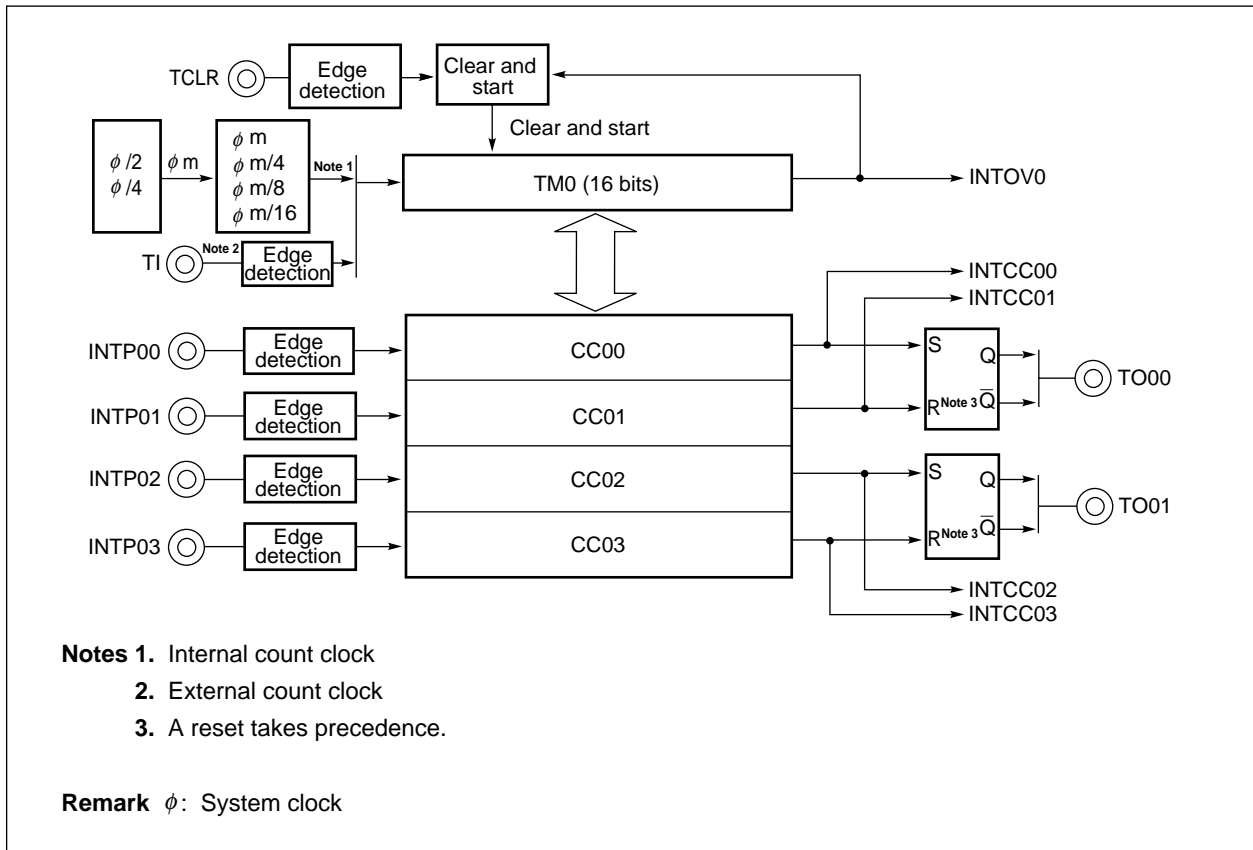 TCLR
Edge
detection
Clear and
start
Clear and start
ϕ/2
ϕ/4
ϕ m
ϕ m
ϕ m/4
ϕ m/8
ϕ m/16
Note 1
TM0 (16 bits)
INTOV0
TI
Note 2
Edge
detection
INTCC00
INTCC01
INTP00
Edge
detection
CC00
S
Q
TO00
INTP01
Edge
detection
CC01
R Note 3 Q̅
INTP02
Edge
detection
CC02
S
Q
TO01
INTP03
Edge
detection
CC03
R Note 3 Q̅
INTCC02
INTCC03
Notes 1. Internal count clock
2. External count clock
3. A reset takes precedence.
Remark ϕ: System clock